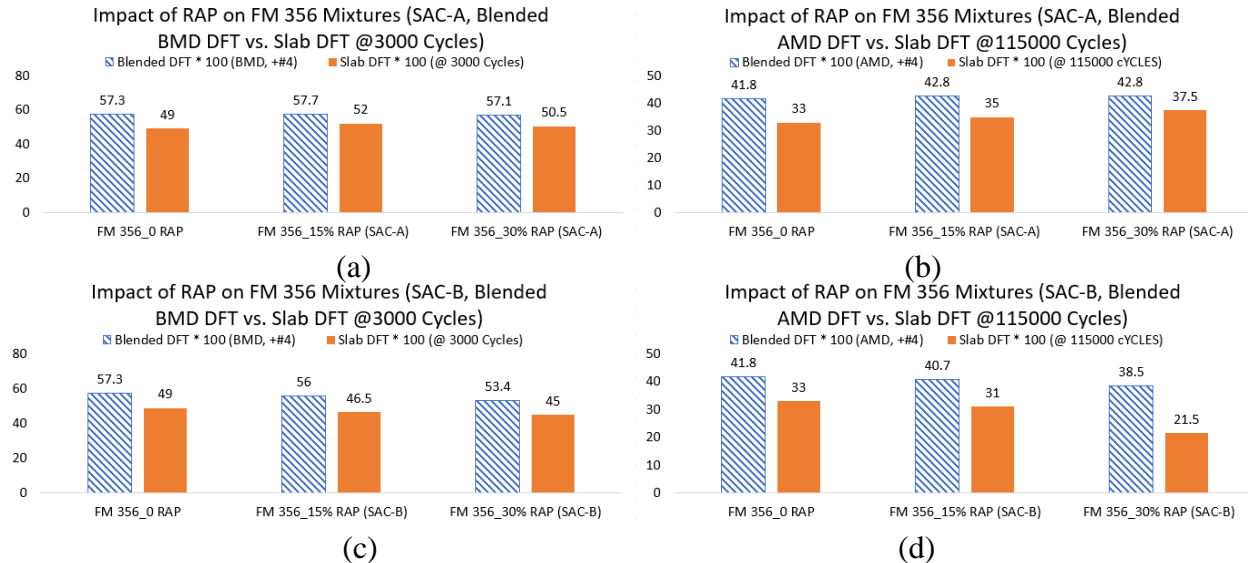 Impact of RAP on FM 356 Mixtures (SAC-A, Blended
BMD DFT vs. Slab DFT @3000 Cycles)
Blended DFT * 100 (BMD, +#4) Slab DFT * 100 (@ 3000 Cycles)
80
60
40
20
0
57.3
49
57.7
52
57.1
50.5
FM 356_0 RAP
FM 356_15% RAP (SAC-A)
FM 356_30% RAP (SAC-A)
(a)
Impact of RAP on FM 356 Mixtures (SAC-A, Blended
AMD DFT vs. Slab DFT @115000 Cycles)
Blended DFT * 100 (AMD, +#4) Slab DFT * 100 (@ 115000 cYCLES)
50
40
30
20
10
0
41.8
33
42.8
35
42.8
37.5
FM 356_0 RAP
FM 356_15% RAP (SAC-A)
FM 356_30% RAP (SAC-A)
(b)
Impact of RAP on FM 356 Mixtures (SAC-B, Blended
BMD DFT vs. Slab DFT @3000 Cycles)
Blended DFT * 100 (BMD, +#4) Slab DFT * 100 (@ 3000 Cycles)
80
60
40
20
0
57.3
49
56
46.5
53.4
45
FM 356_0 RAP
FM 356_15% RAP (SAC-B)
FM 356_30% RAP (SAC-B)
(c)
Impact of RAP on FM 356 Mixtures (SAC-B, Blended
AMD DFT vs. Slab DFT @115000 Cycles)
Blended DFT * 100 (AMD, +#4) Slab DFT * 100 (@ 115000 cYCLES)
50
40
30
20
10
0
41.8
33
40.7
31
38.5
21.5
FM 356_0 RAP
FM 356_15% RAP (SAC-B)
FM 356_30% RAP (SAC-B)
(d)